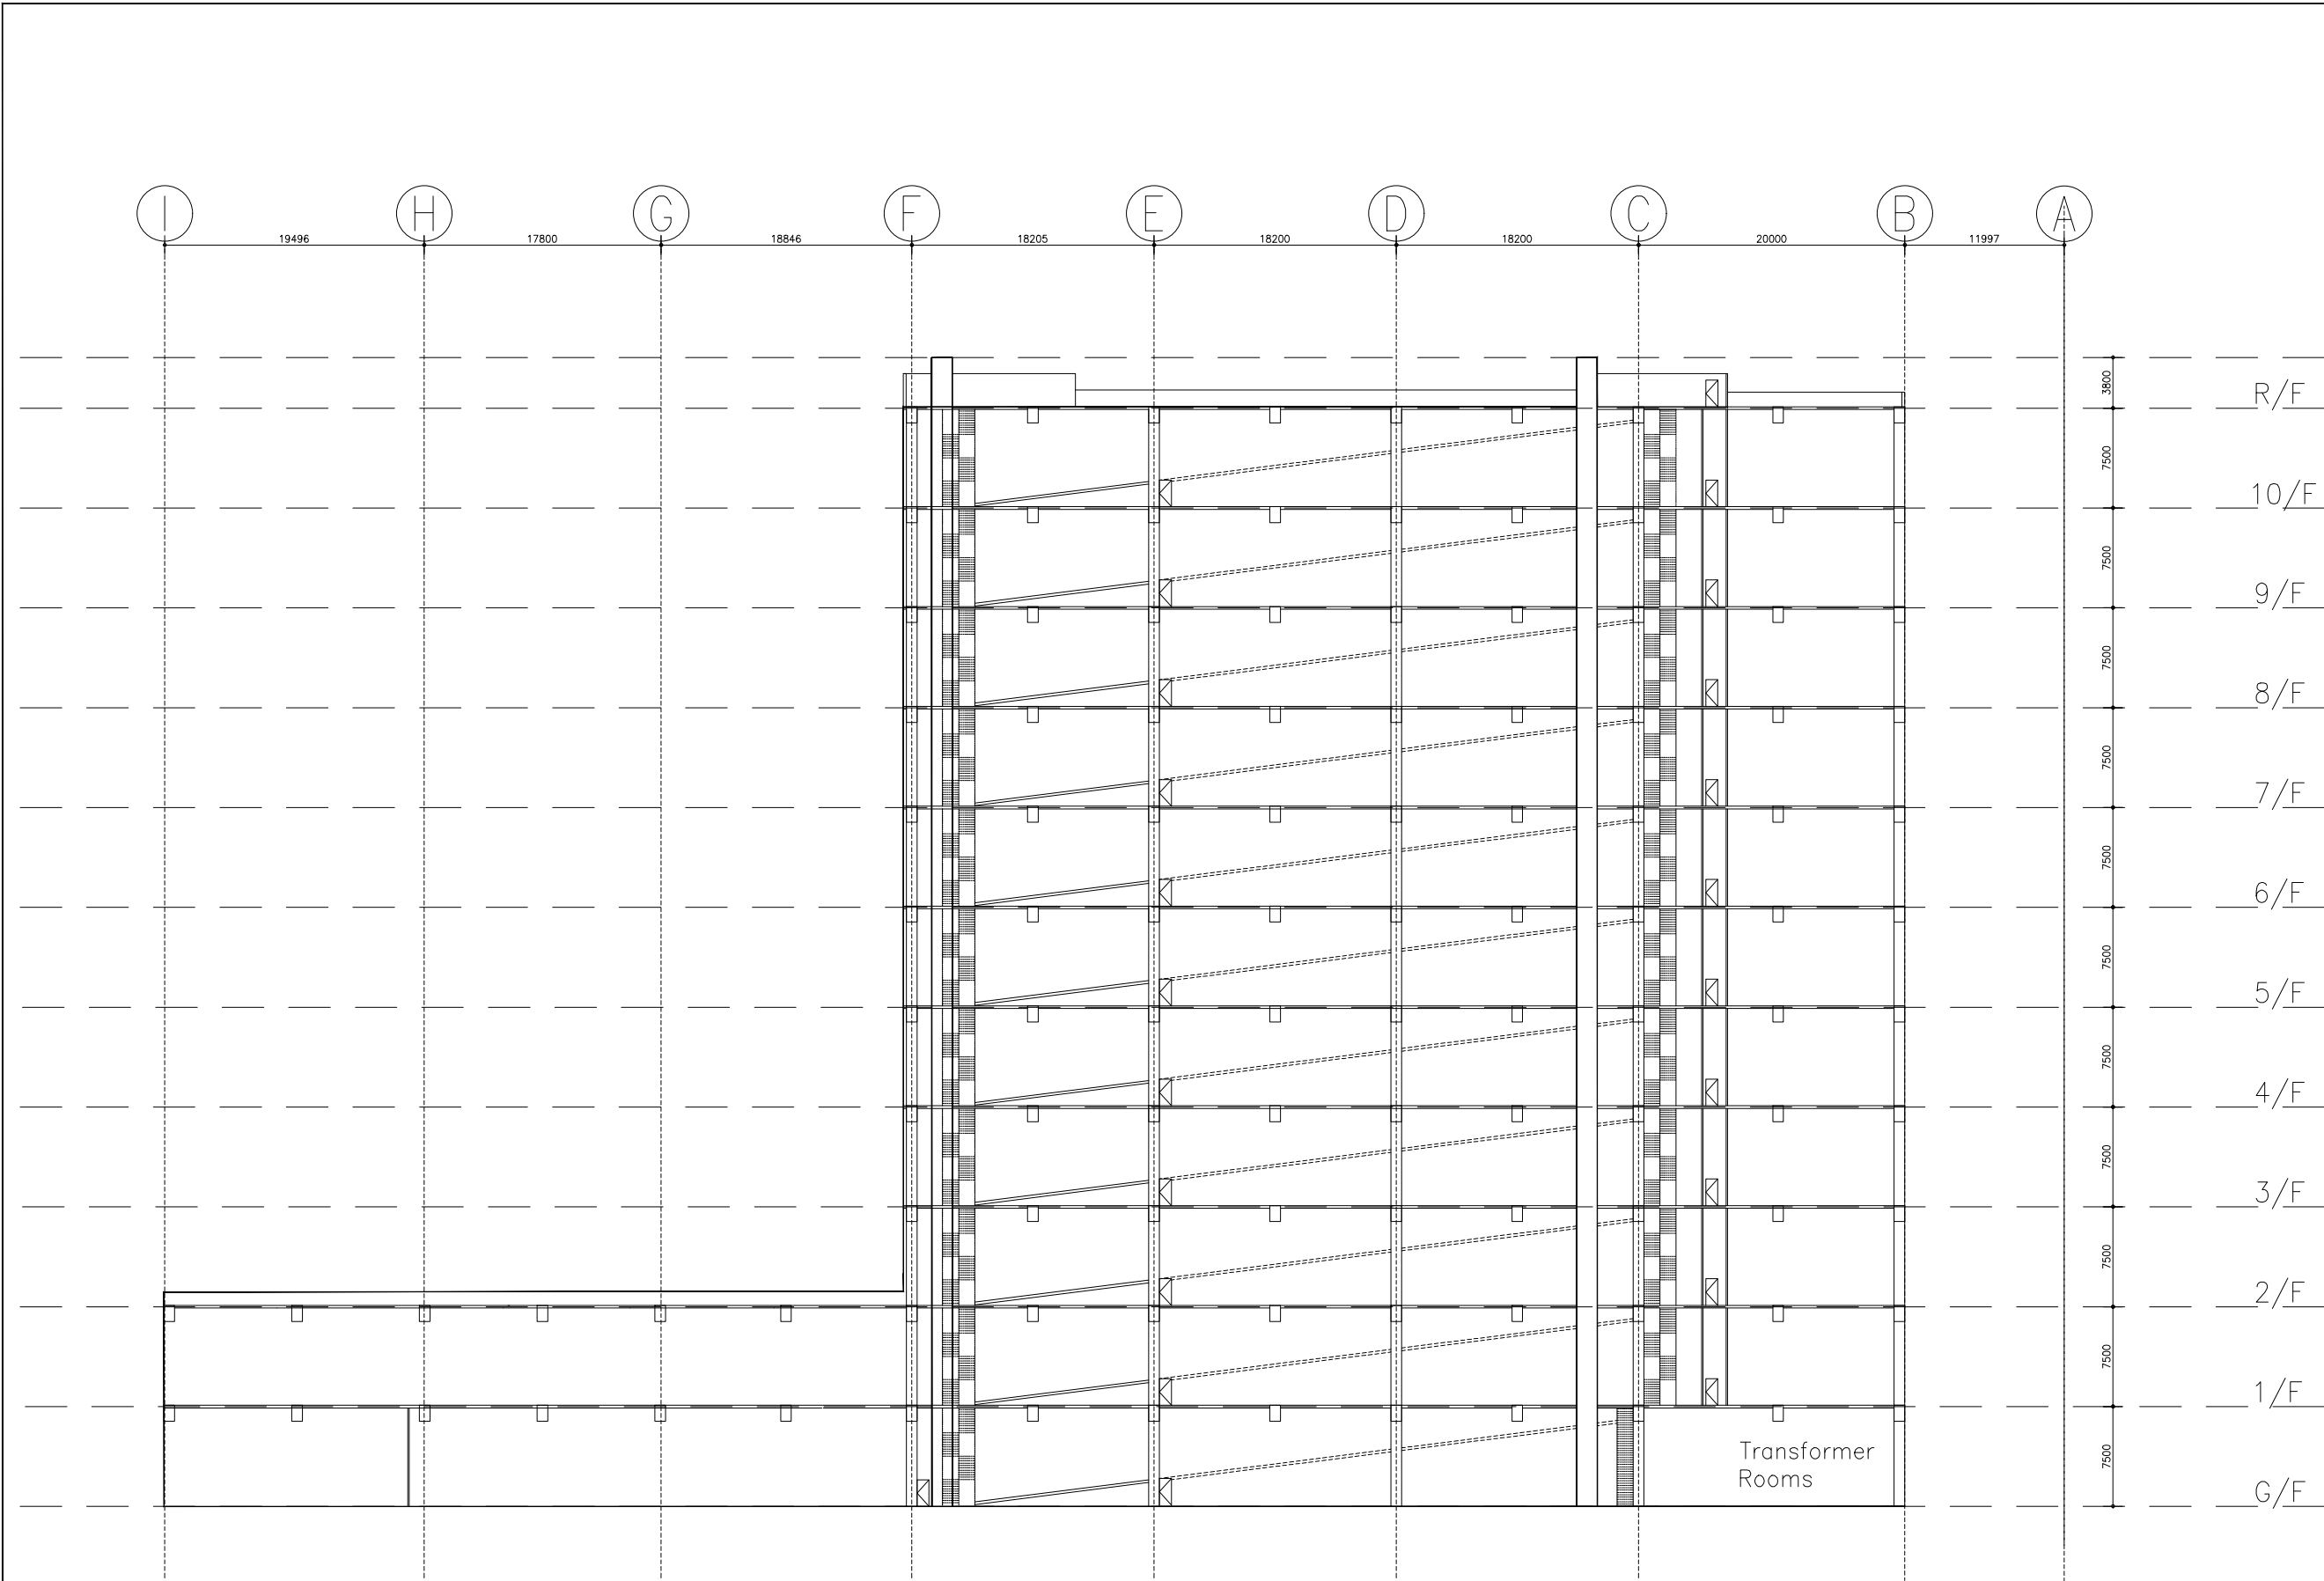 I H G F E D C B A
19496 17800 18846 18205 18200 18200 20000 11997
3800
R/F
7500
10/F
7500
9/F
7500
8/F
7500
7/F
7500
6/F
7500
5/F
7500
4/F
7500
3/F
7500
2/F
7500
1/F
Transformer
Rooms
7500
G/F